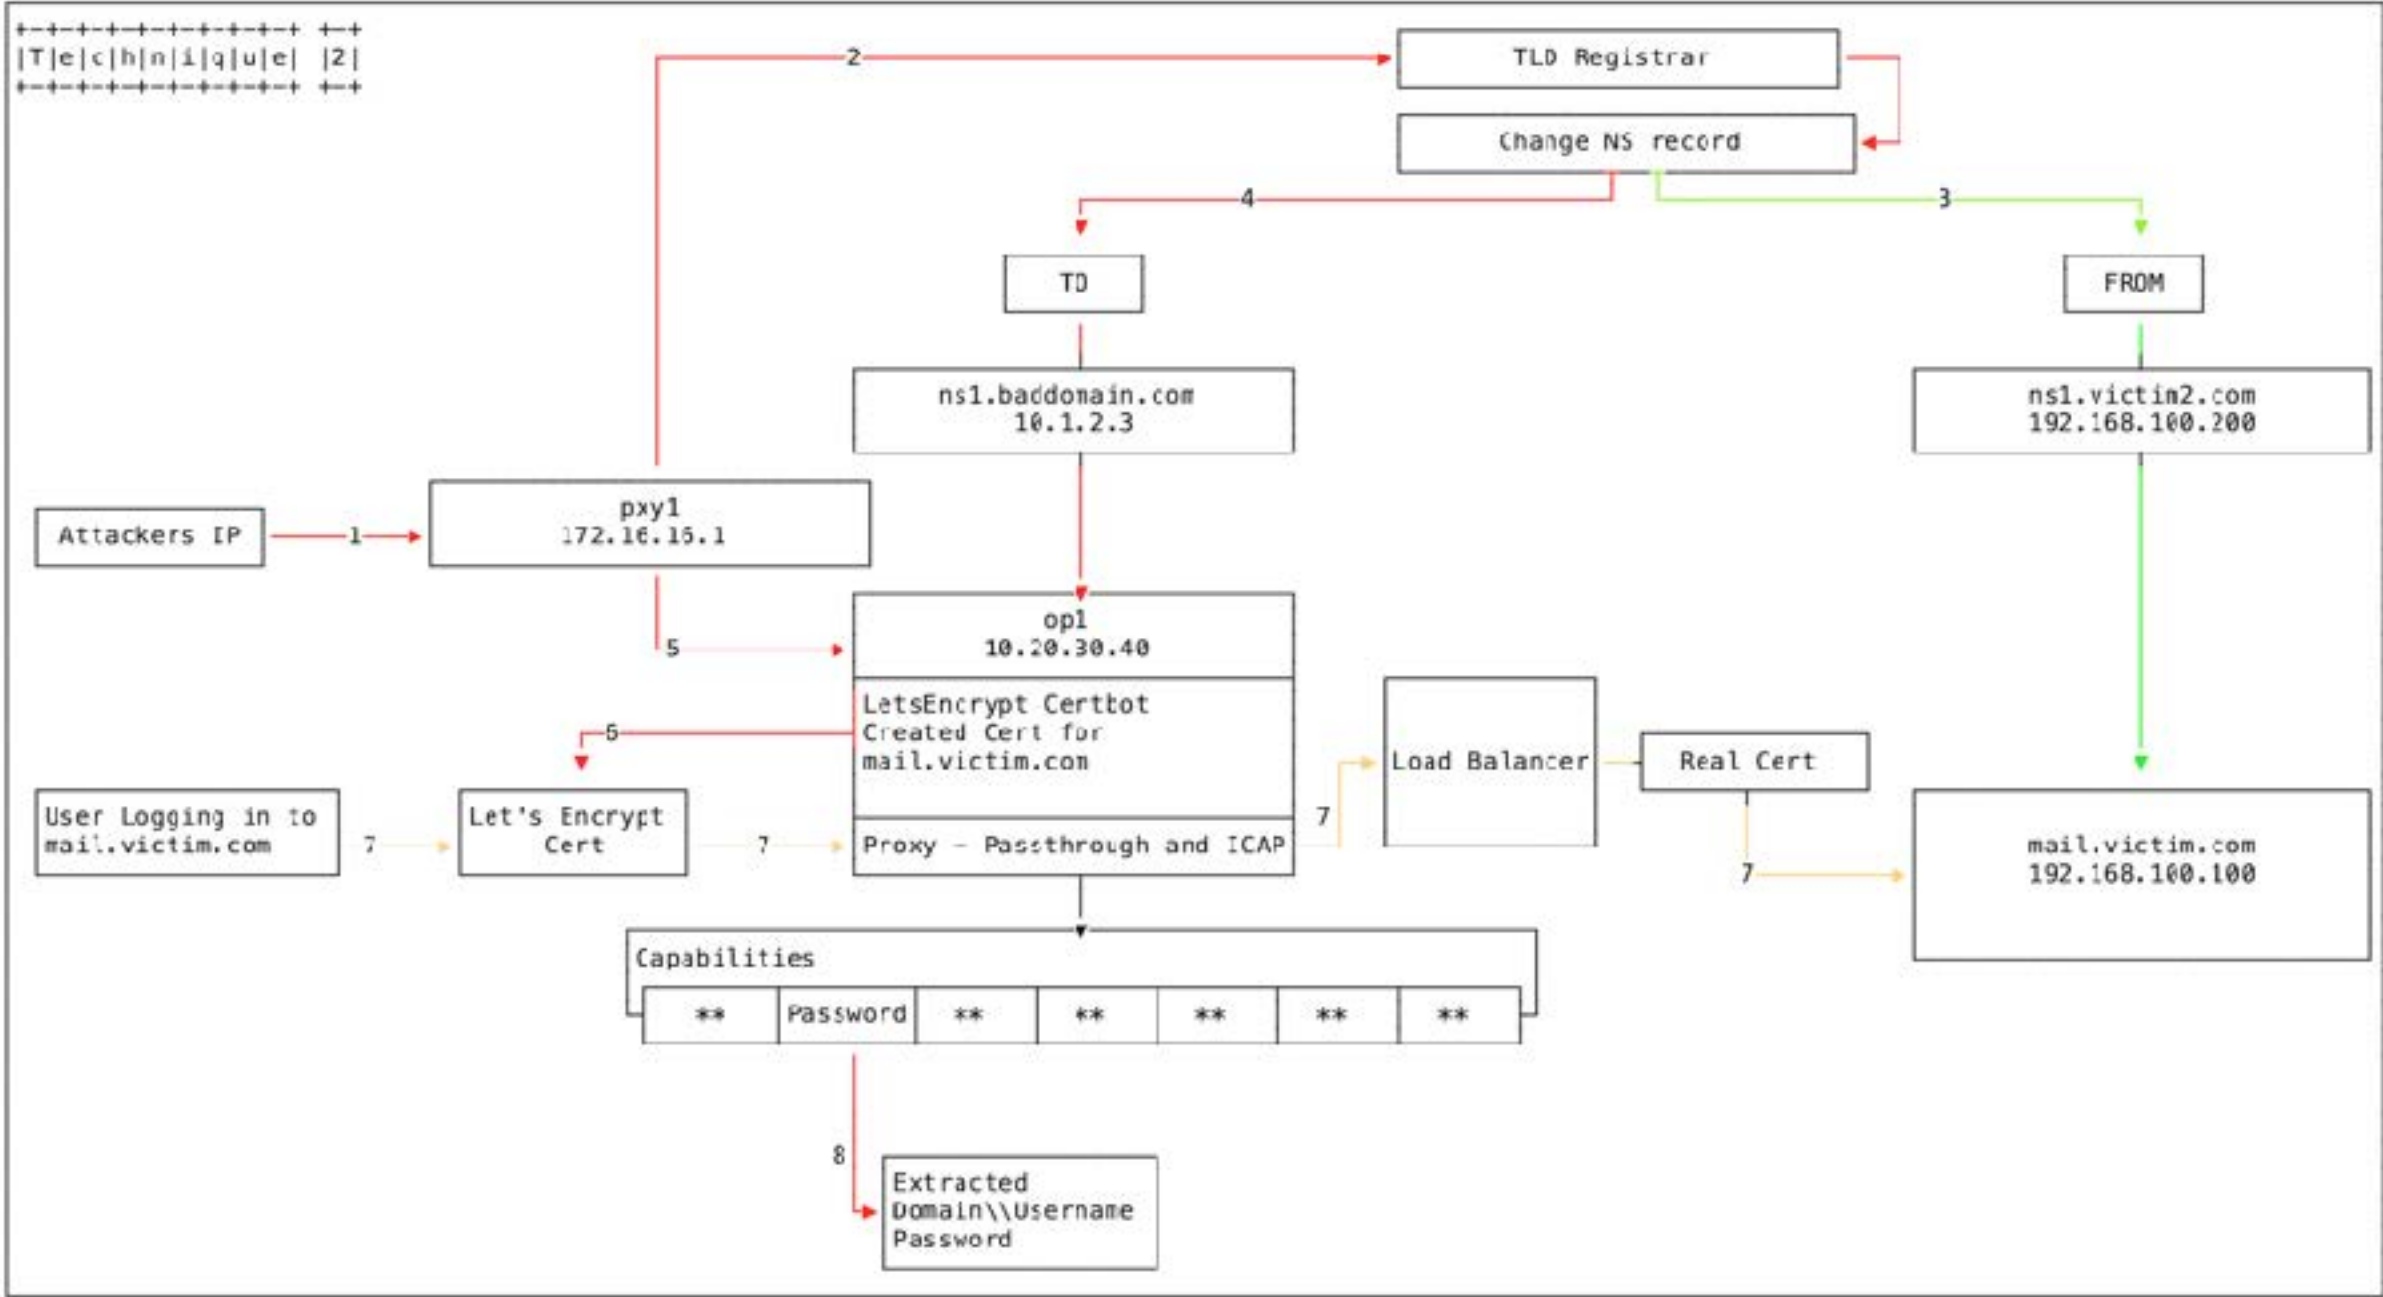 +-+-+-+-+-+-+-+-+-+ +-+
|T|e|c|h|n|i|q|u|e| |2|
+-+-+-+-+-+-+-+-+-+ +-+
2
TLD Registrar
Change NS record
4
3
TO
FROM
ns1.baddomain.com
10.1.2.3
ns1.victim2.com
192.168.100.200
Attackers IP
1
pxy1
172.16.16.1
op1
10.20.30.40
5
LetsEncrypt Certbot
Created Cert for
mail.victim.com
6
Load Balancer
Real Cert
User Logging in to
mail.victim.com
7
Let's Encrypt
Cert
7
Proxy - Passthrough and ICAP
7
7
mail.victim.com
192.168.100.100
Capabilities
** Password ** ** ** ** **
8
Extracted
Domain\\Username
Password